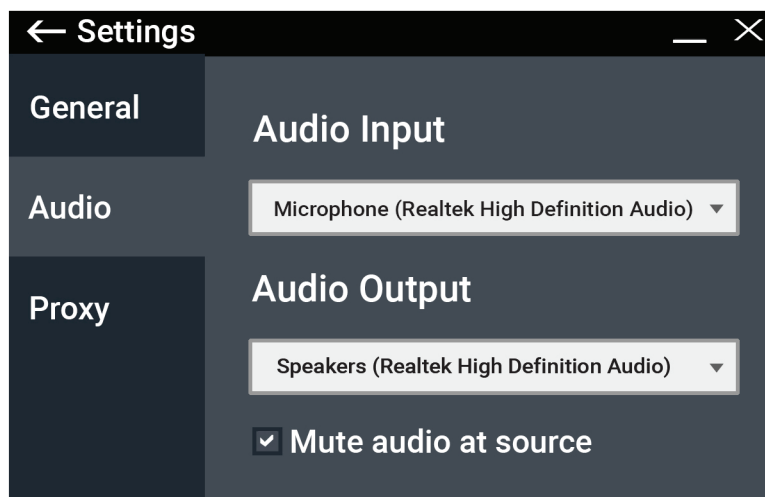 Settings
General
Audio
Proxy
Audio Input
Microphone (Realtek High Definition Audio)
Audio Output
Speakers (Realtek High Definition Audio)
Mute audio at source